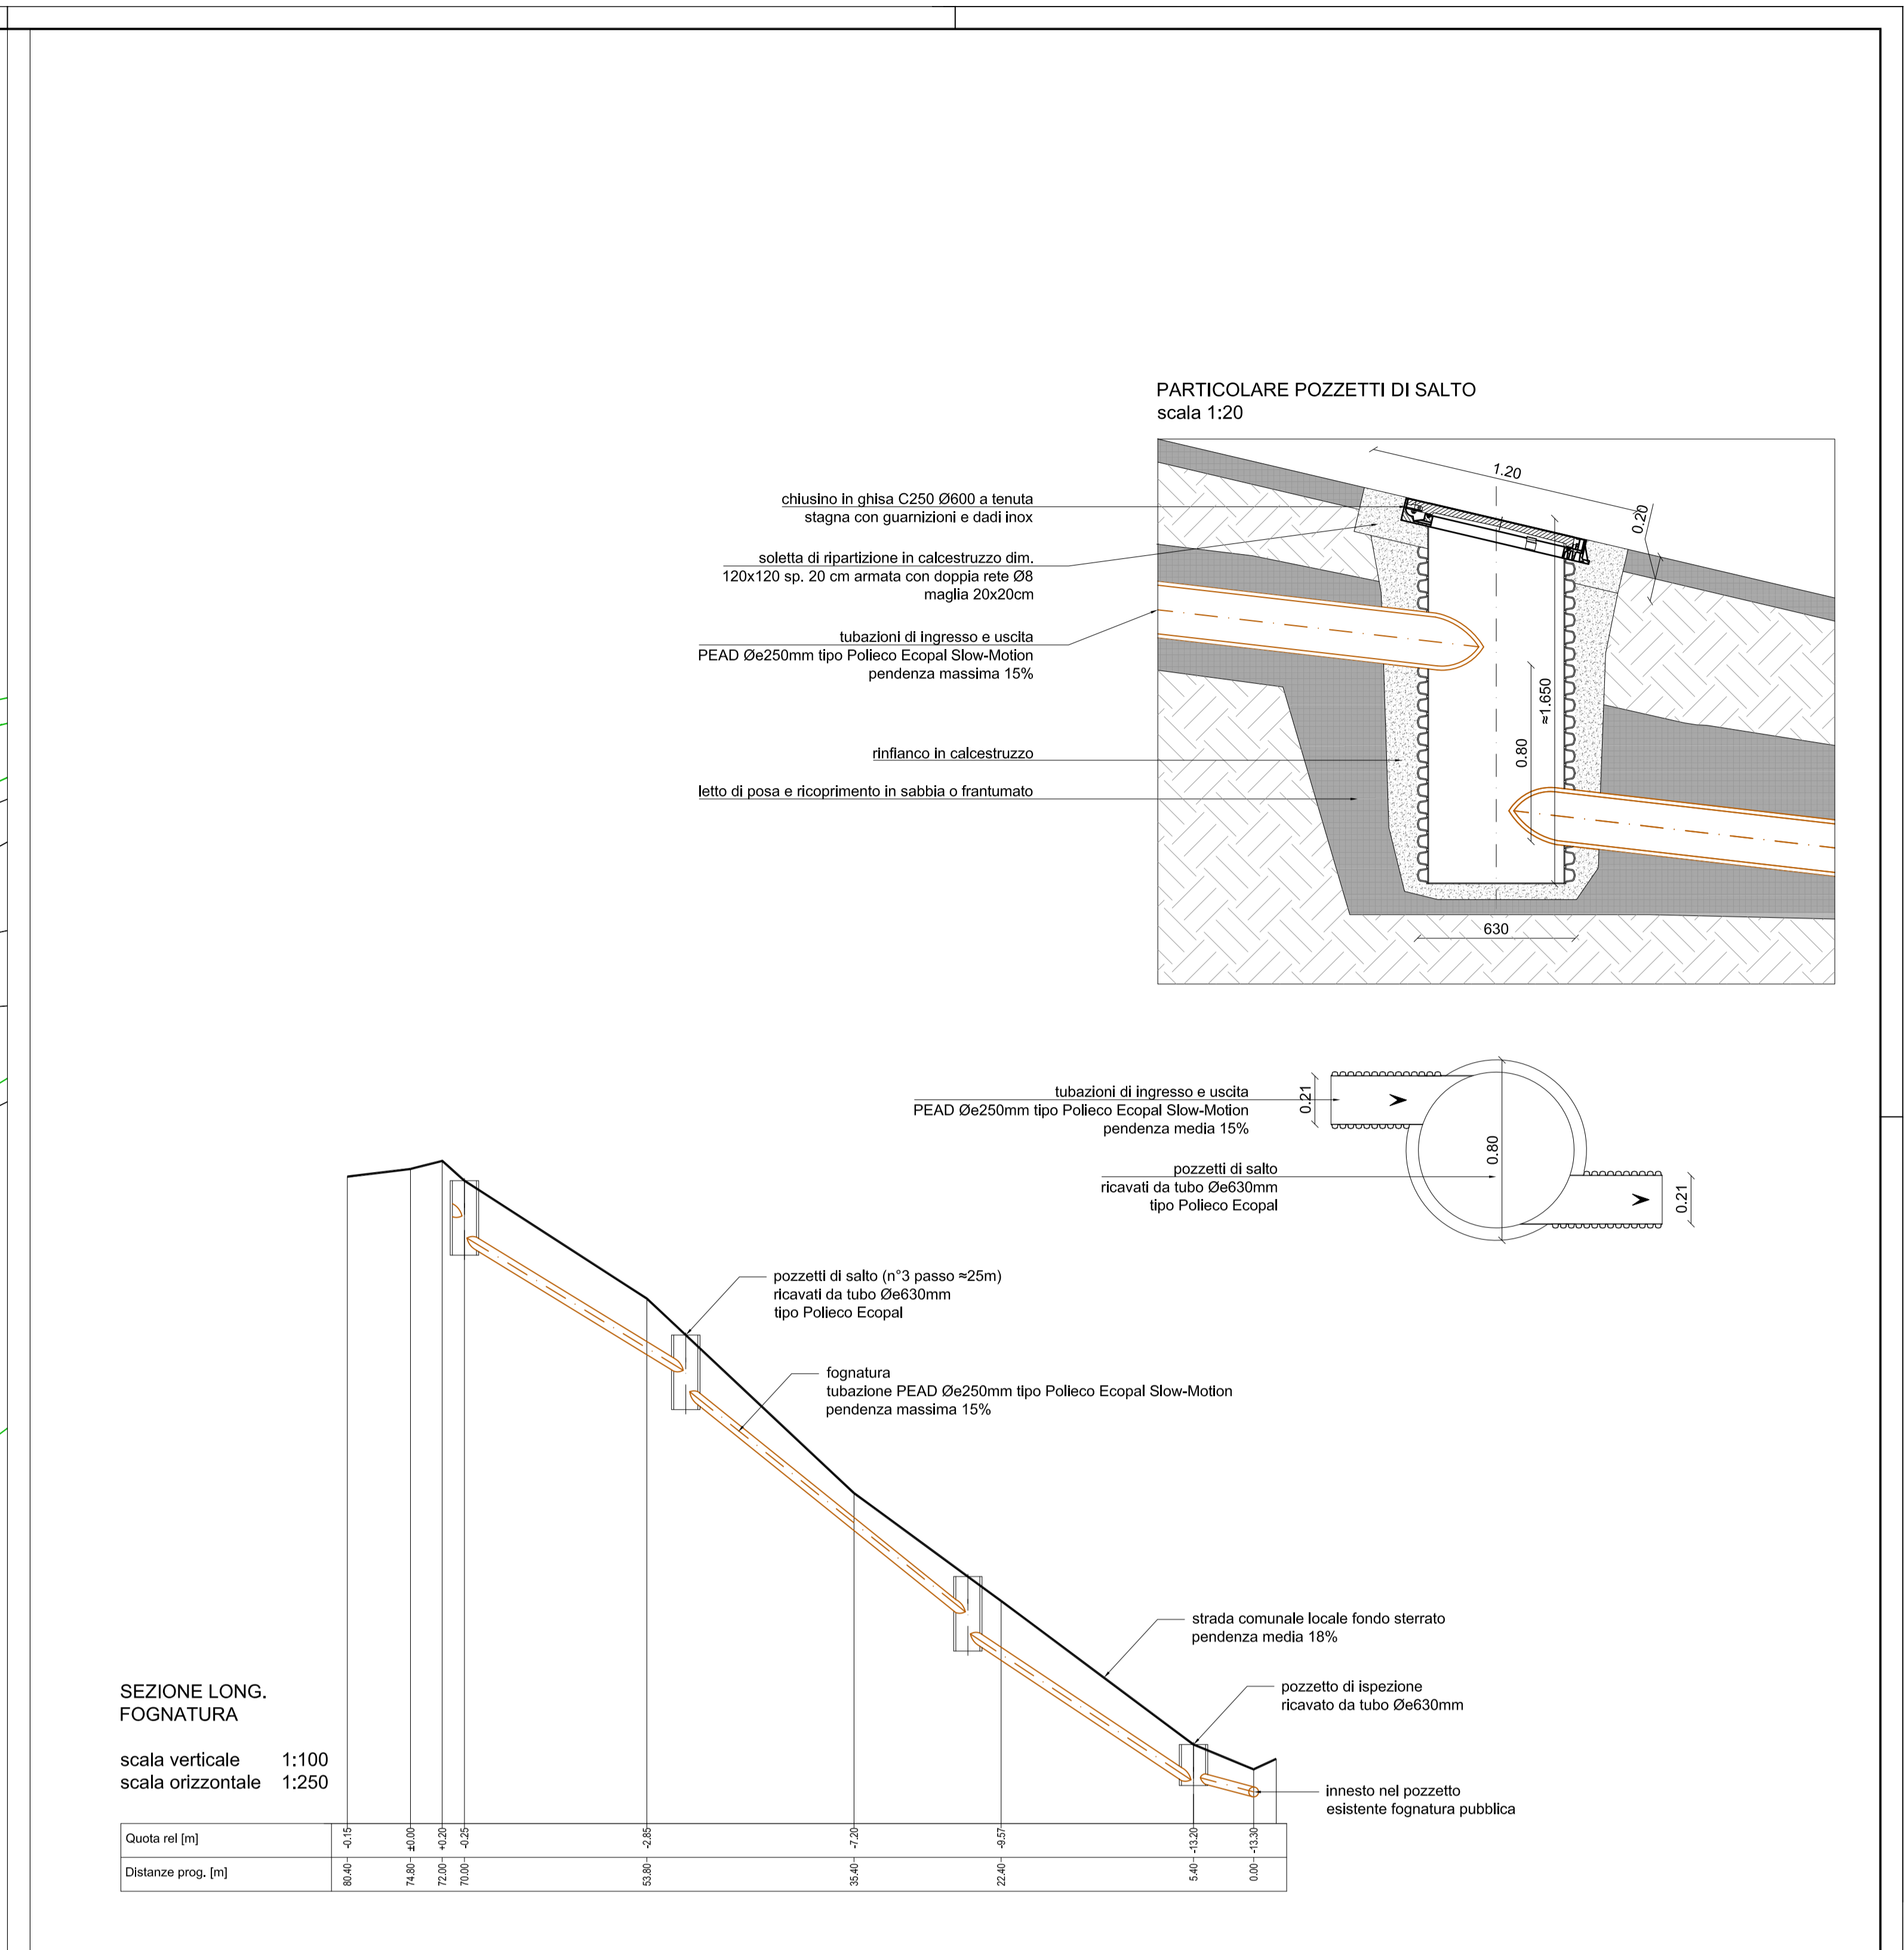 PARTICOLARE POZZETTI DI SALTO
scala 1:20
chiusino in ghisa C250 Ø600 a tenuta
stagna con guarnizioni e dadi inox
soletta di ripartizione in calcestruzzo dim.
120x120 sp. 20 cm armata con doppia rete Ø8
maglia 20x20cm
tubazioni di ingresso e uscita
PEAD Øe250mm tipo Polieco Ecopal Slow-Motion
pendenza massima 15%
rinfianco in calcestruzzo
letto di posa e ricoprimento in sabbia o frantumato
1.20
0.20
≈1.650
0.80
630
tubazioni di ingresso e uscita
PEAD Øe250mm tipo Polieco Ecopal Slow-Motion
pendenza media 15%
pozzetti di salto
ricavati da tubo Øe630mm
tipo Polieco Ecopal
0.21
0.80
0.21
pozzetti di salto (n°3 passo ≈25m)
ricavati da tubo Øe630mm
tipo Polieco Ecopal
fognatura
tubazione PEAD Øe250mm tipo Polieco Ecopal Slow-Motion
pendenza massima 15%
strada comunale locale fondo sterrato
pendenza media 18%
pozzetto di ispezione
ricavato da tubo Øe630mm
innesto nel pozzetto
esistente fognatura pubblica
SEZIONE LONG.
FOGNATURA
scala verticale 1:100
scala orizzontale 1:250
Quota rel [m] -0.15 ±0.00 +0.20 -0.25 -2.85 -7.20 -9.57 -13.20 -13.30
Distanze prog. [m] 80.40 74.80 72.00 70.00 53.80 35.40 22.40 5.40 0.00